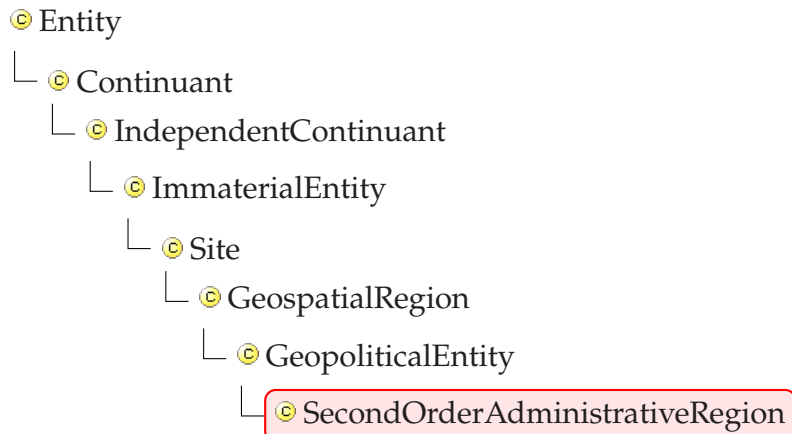 C Entity
C Continuant
C IndependentContinuant
C ImmaterialEntity
C Site
C GeospatialRegion
C GeopoliticalEntity
C SecondOrderAdministrativeRegion